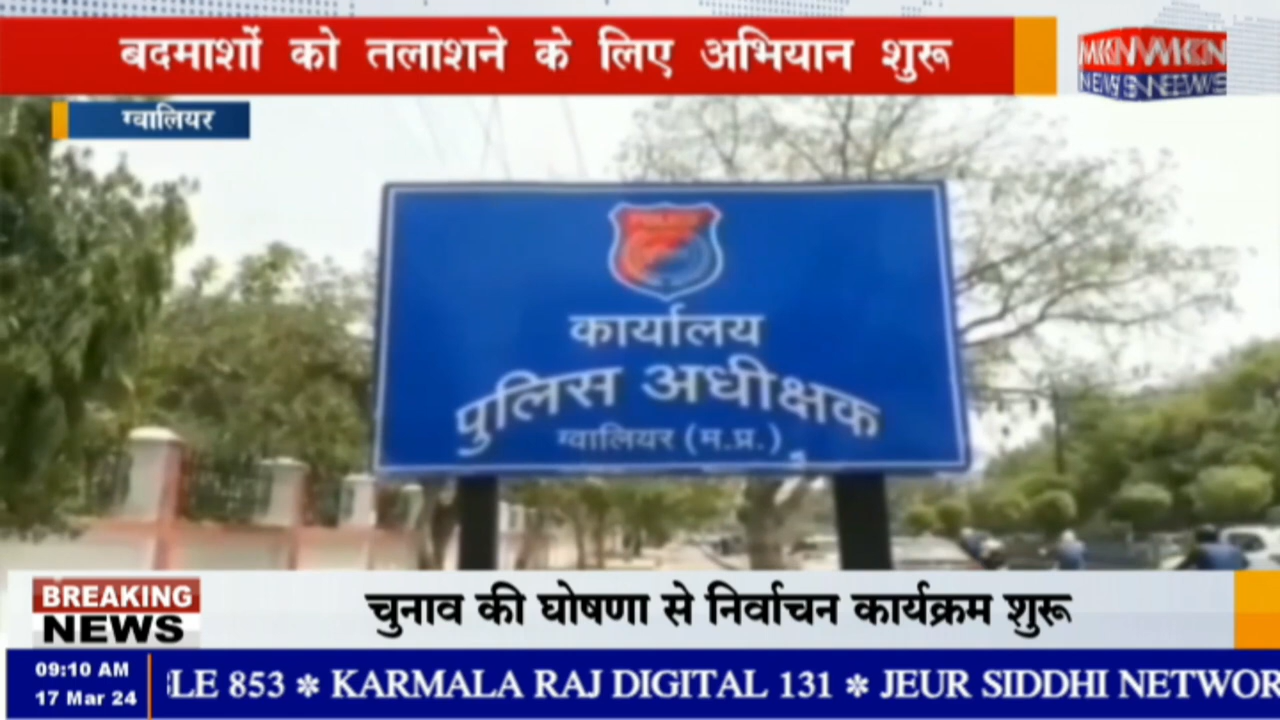 बदमाशों को तलाशने के लिए अभियान शुरू
ग्वालियर
कार्यालय
पुलिस अधीक्षक
ग्वालियर (म.प्र.)
BREAKING
NEWS
चुनाव की घोषणा से निर्वाचन कार्यक्रम शुरू
09:10 AM
17 Mar 24
LE 853 ❋ KARMALA RAJ DIGITAL 131 ❋ JEUR SIDDHI NETWOR